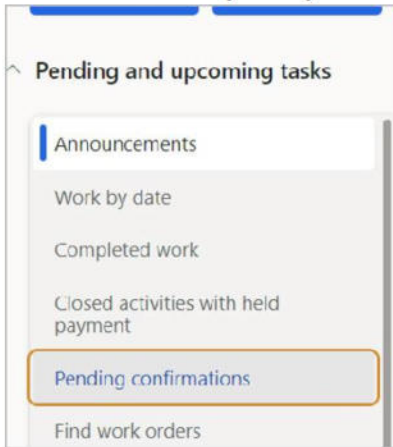 Pending and upcoming tasks
Announcements
Work by date
Completed work
Closed activities with held
payment
Pending confirmations
Find work orders